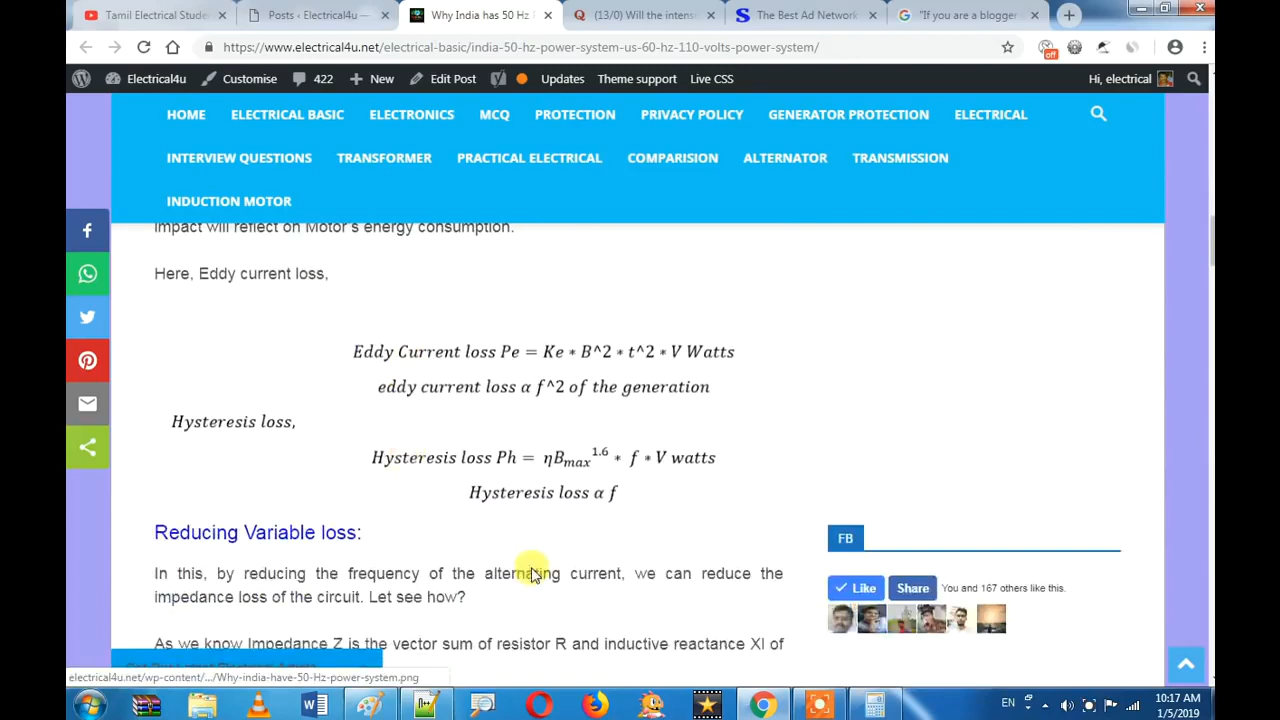 Tamil Electrical Stude
Posts ‹ Electrical4u —
Why India has 50 Hz
(13/0) Will the intens
The Best Ad Network
"If you are a blogger
https://www.electrical4u.net/electrical-basic/india-50-hz-power-system-us-60-hz-110-volts-power-system/
off
Electrical4u
Customise
422
New
Edit Post
Updates
Theme support
Live CSS
Hi, electrical
HOME
ELECTRICAL BASIC
ELECTRONICS
MCQ
PROTECTION
PRIVACY POLICY
GENERATOR PROTECTION
ELECTRICAL
INTERVIEW QUESTIONS
TRANSFORMER
PRACTICAL ELECTRICAL
COMPARISION
ALTERNATOR
TRANSMISSION
INDUCTION MOTOR
impact will reflect on Motor's energy consumption.
Here, Eddy current loss,
Eddy Current loss Pe = Ke * B^2 * t^2 * V Watts
eddy current loss α f^2 of the generation
Hysteresis loss,
Hysteresis loss Ph = ηBmax^1.6 * f * V watts
Hysteresis loss α f
Reducing Variable loss:
In this, by reducing the frequency of the alternating current, we can reduce the
impedance loss of the circuit. Let see how?
As we know Impedance Z is the vector sum of resistor R and inductive reactance Xl of
FB
Like
Share
You and 167 others like this.
electrical4u.net/wp-content/.../Why-india-have-50-Hz-power-system.png
EN
10:17 AM
1/5/2019